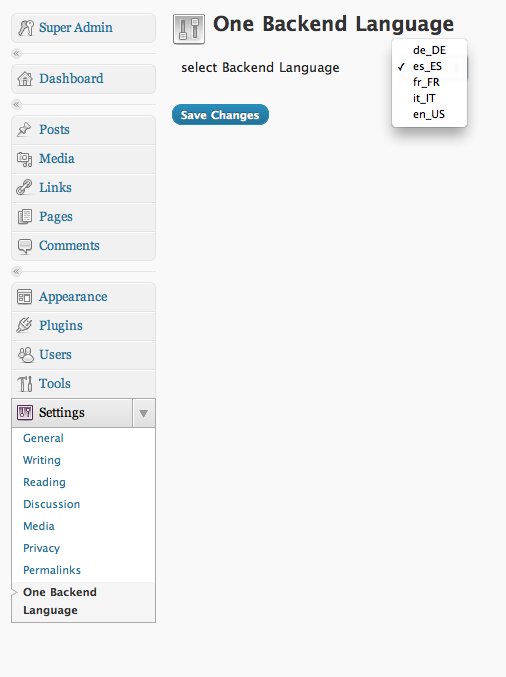 Super Admin
Dashboard
Posts
Media
Links
Pages
Comments
Appearance
Plugins
Users
Tools
Settings
General
Writing
Reading
Discussion
Media
Privacy
Permalinks
One Backend
Language
One Backend Language
select Backend Language
de_DE
✓ es_ES
fr_FR
it_IT
en_US
Save Changes